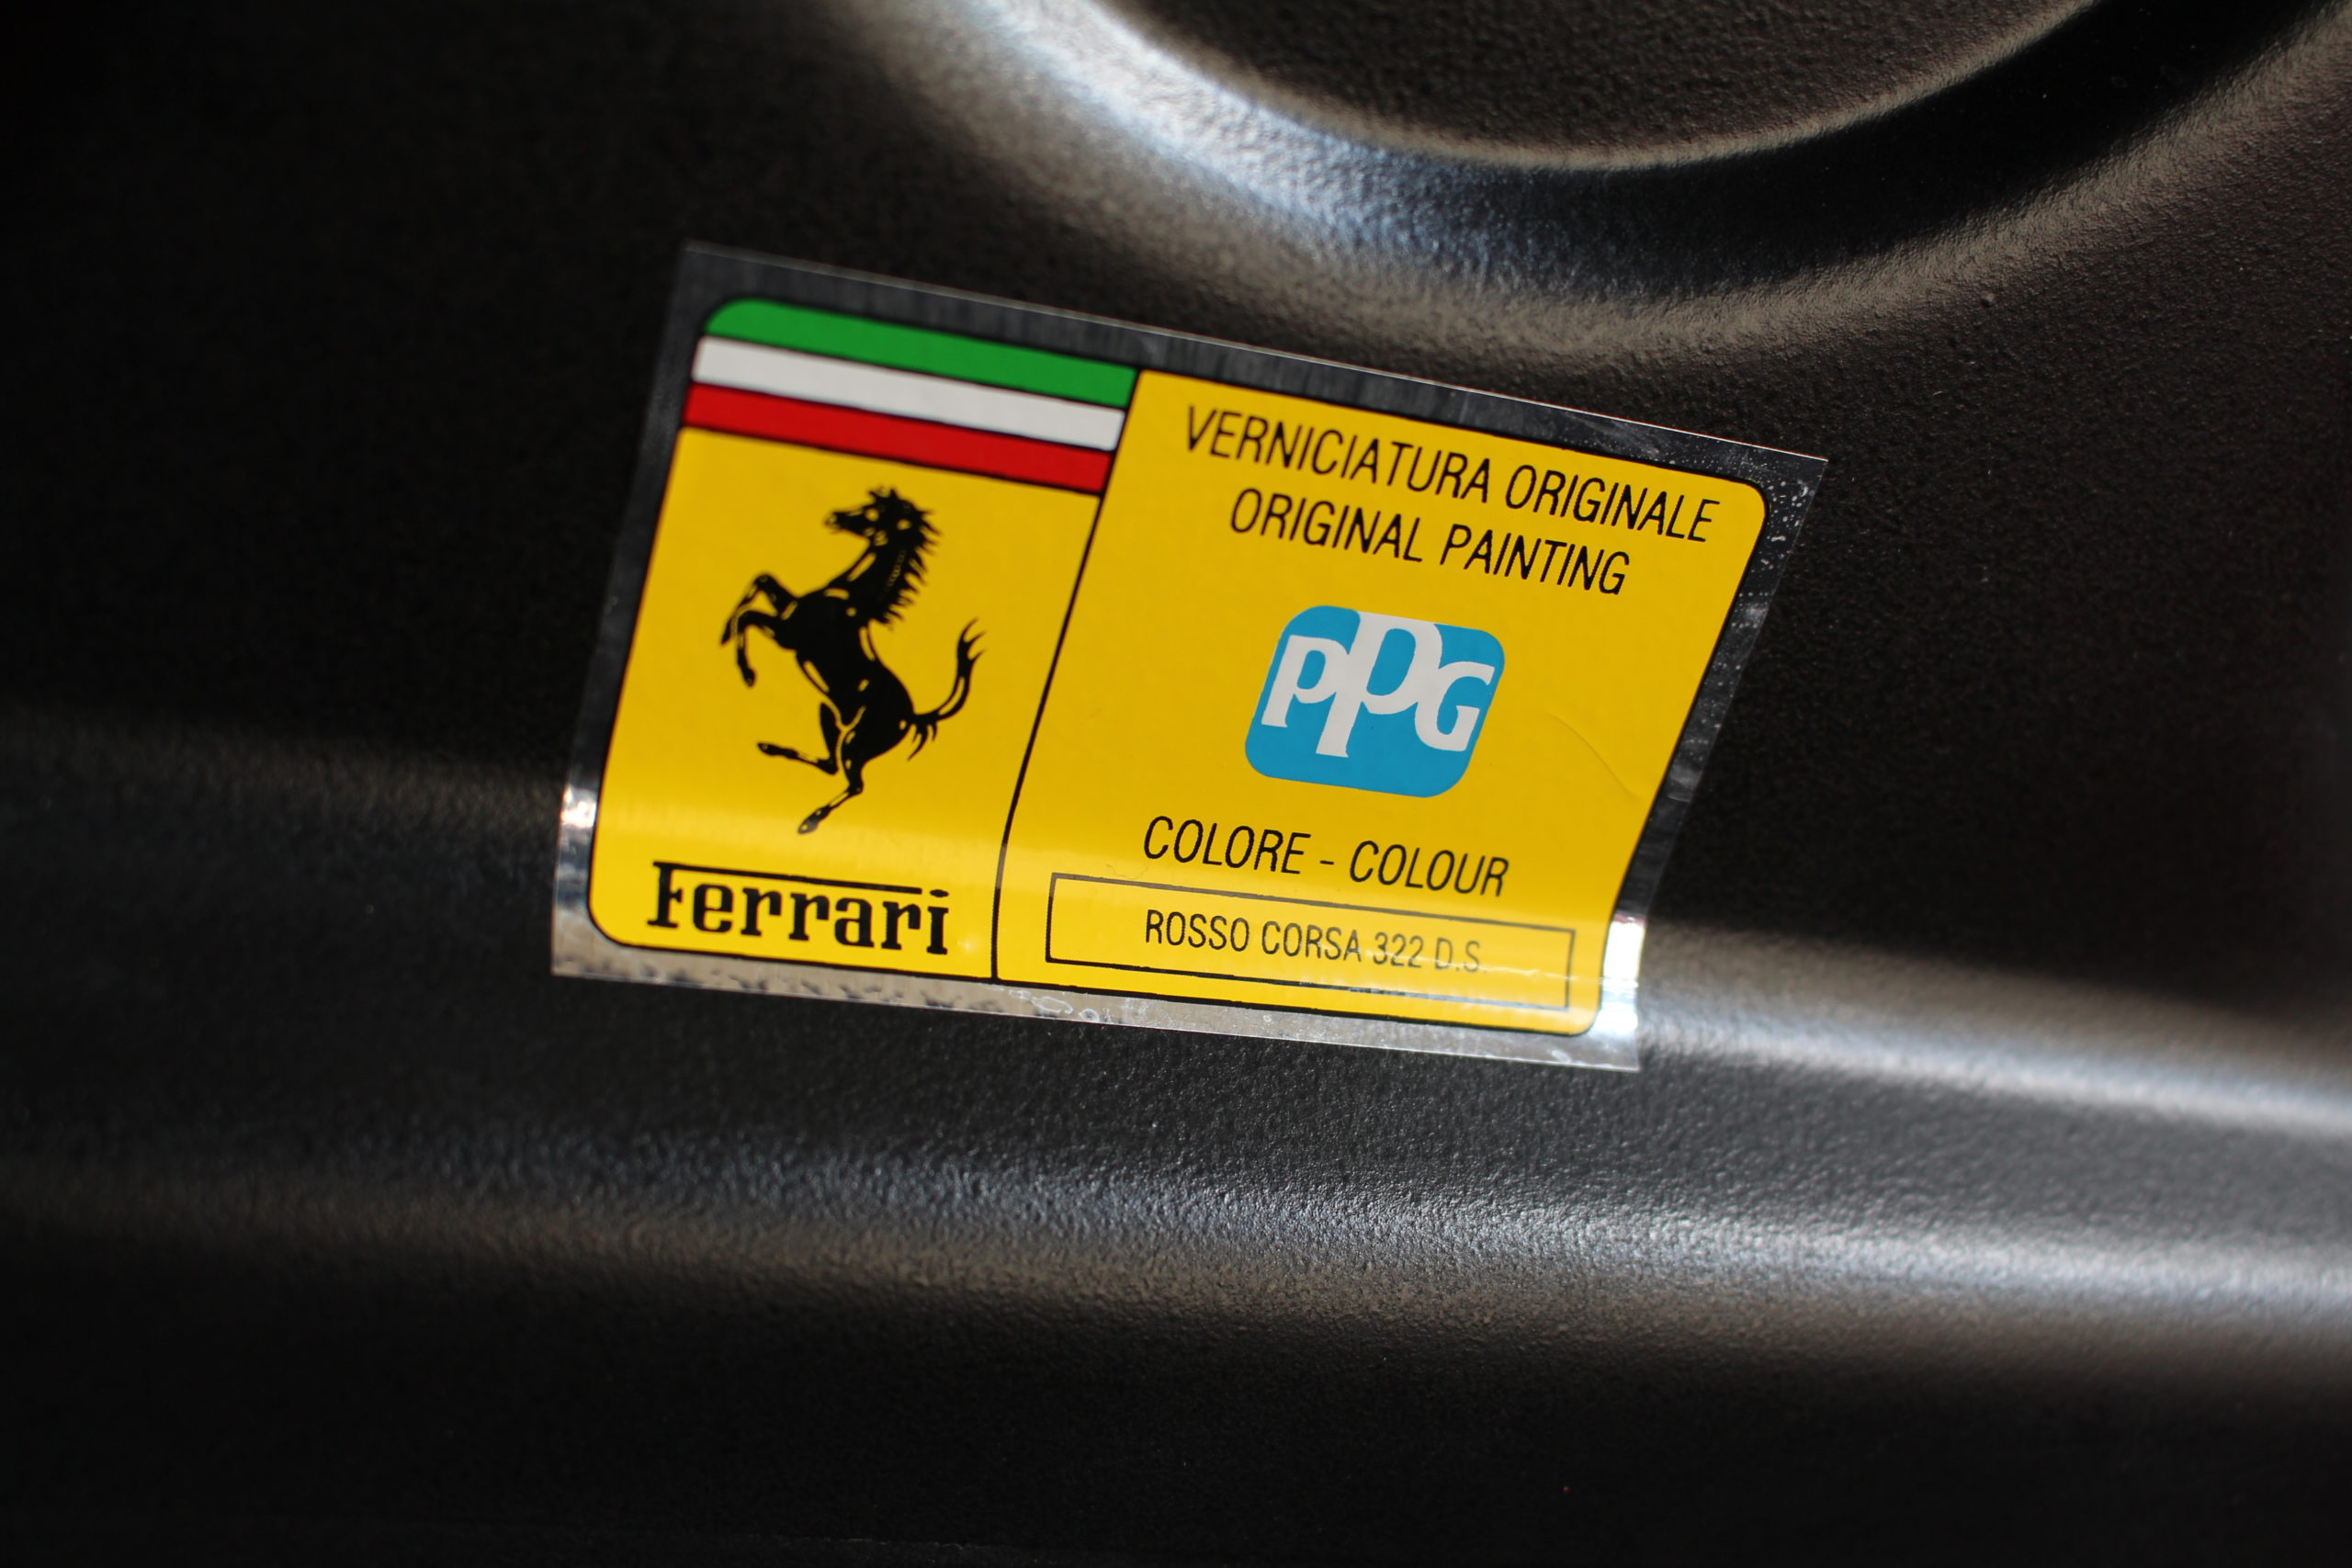 Ferrari
VERNICIATURA ORIGINALE
ORIGINAL PAINTING
PPG
COLORE - COLOUR
ROSSO CORSA 322 D.S.